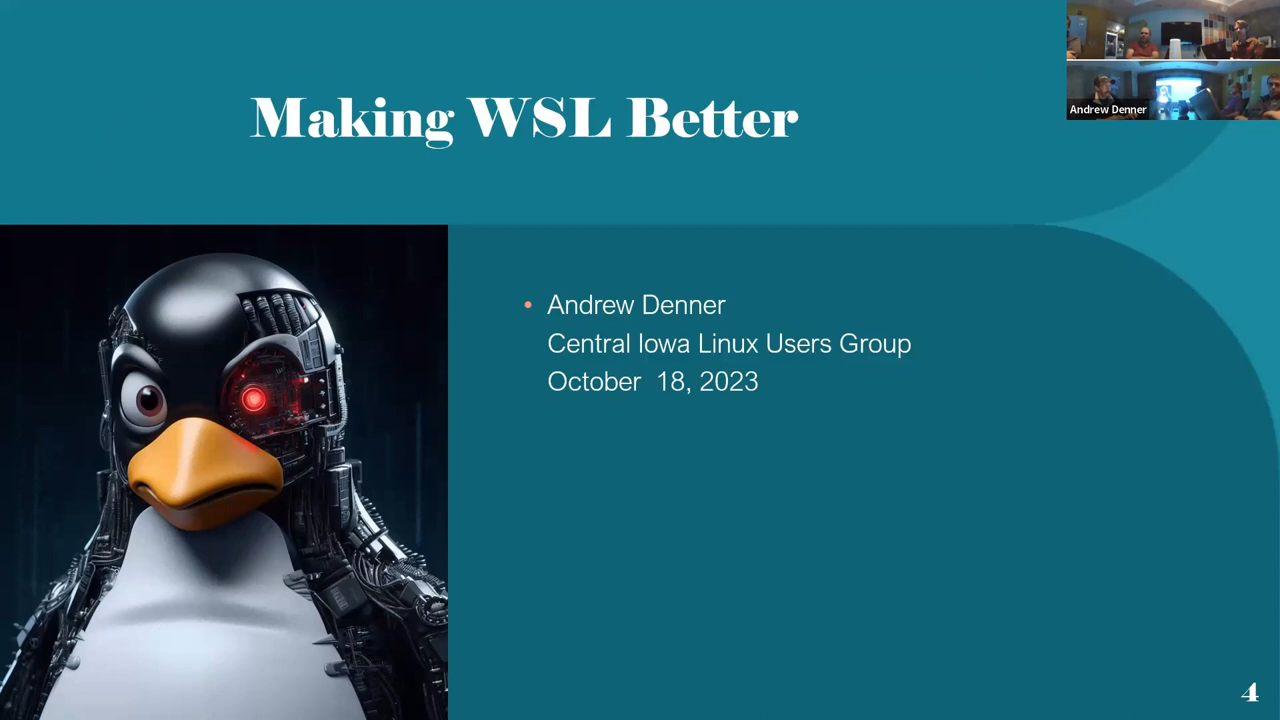 Making WSL Better
Andrew Denner
• Andrew Denner
Central Iowa Linux Users Group
October  18, 2023
4